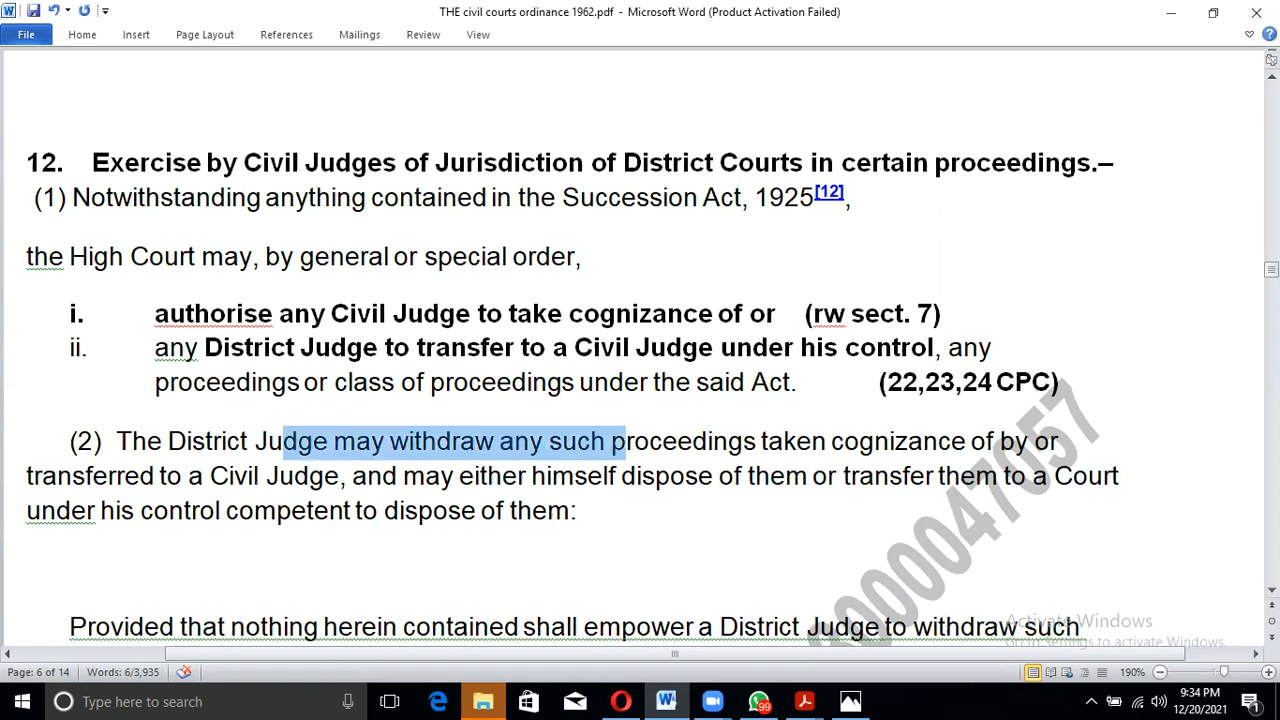 THE civil courts ordinance 1962.pdf - Microsoft Word (Product Activation Failed)
File Home Insert Page Layout References Mailings Review View
12. Exercise by Civil Judges of Jurisdiction of District Courts in certain proceedings.–
(1) Notwithstanding anything contained in the Succession Act, 1925[12],
the High Court may, by general or special order,
i. authorise any Civil Judge to take cognizance of or (rw sect. 7)
ii. any District Judge to transfer to a Civil Judge under his control, any
proceedings or class of proceedings under the said Act. (22,23,24 CPC)
(2) The District Judge may withdraw any such proceedings taken cognizance of by or
transferred to a Civil Judge, and may either himself dispose of them or transfer them to a Court
under his control competent to dispose of them:
Provided that nothing herein contained shall empower a District Judge to withdraw such
Activate Windows
Go to Settings to activate Windows.
Page: 6 of 14 Words: 6/3,935 190%
Type here to search
99
9:34 PM
12/20/2021
1